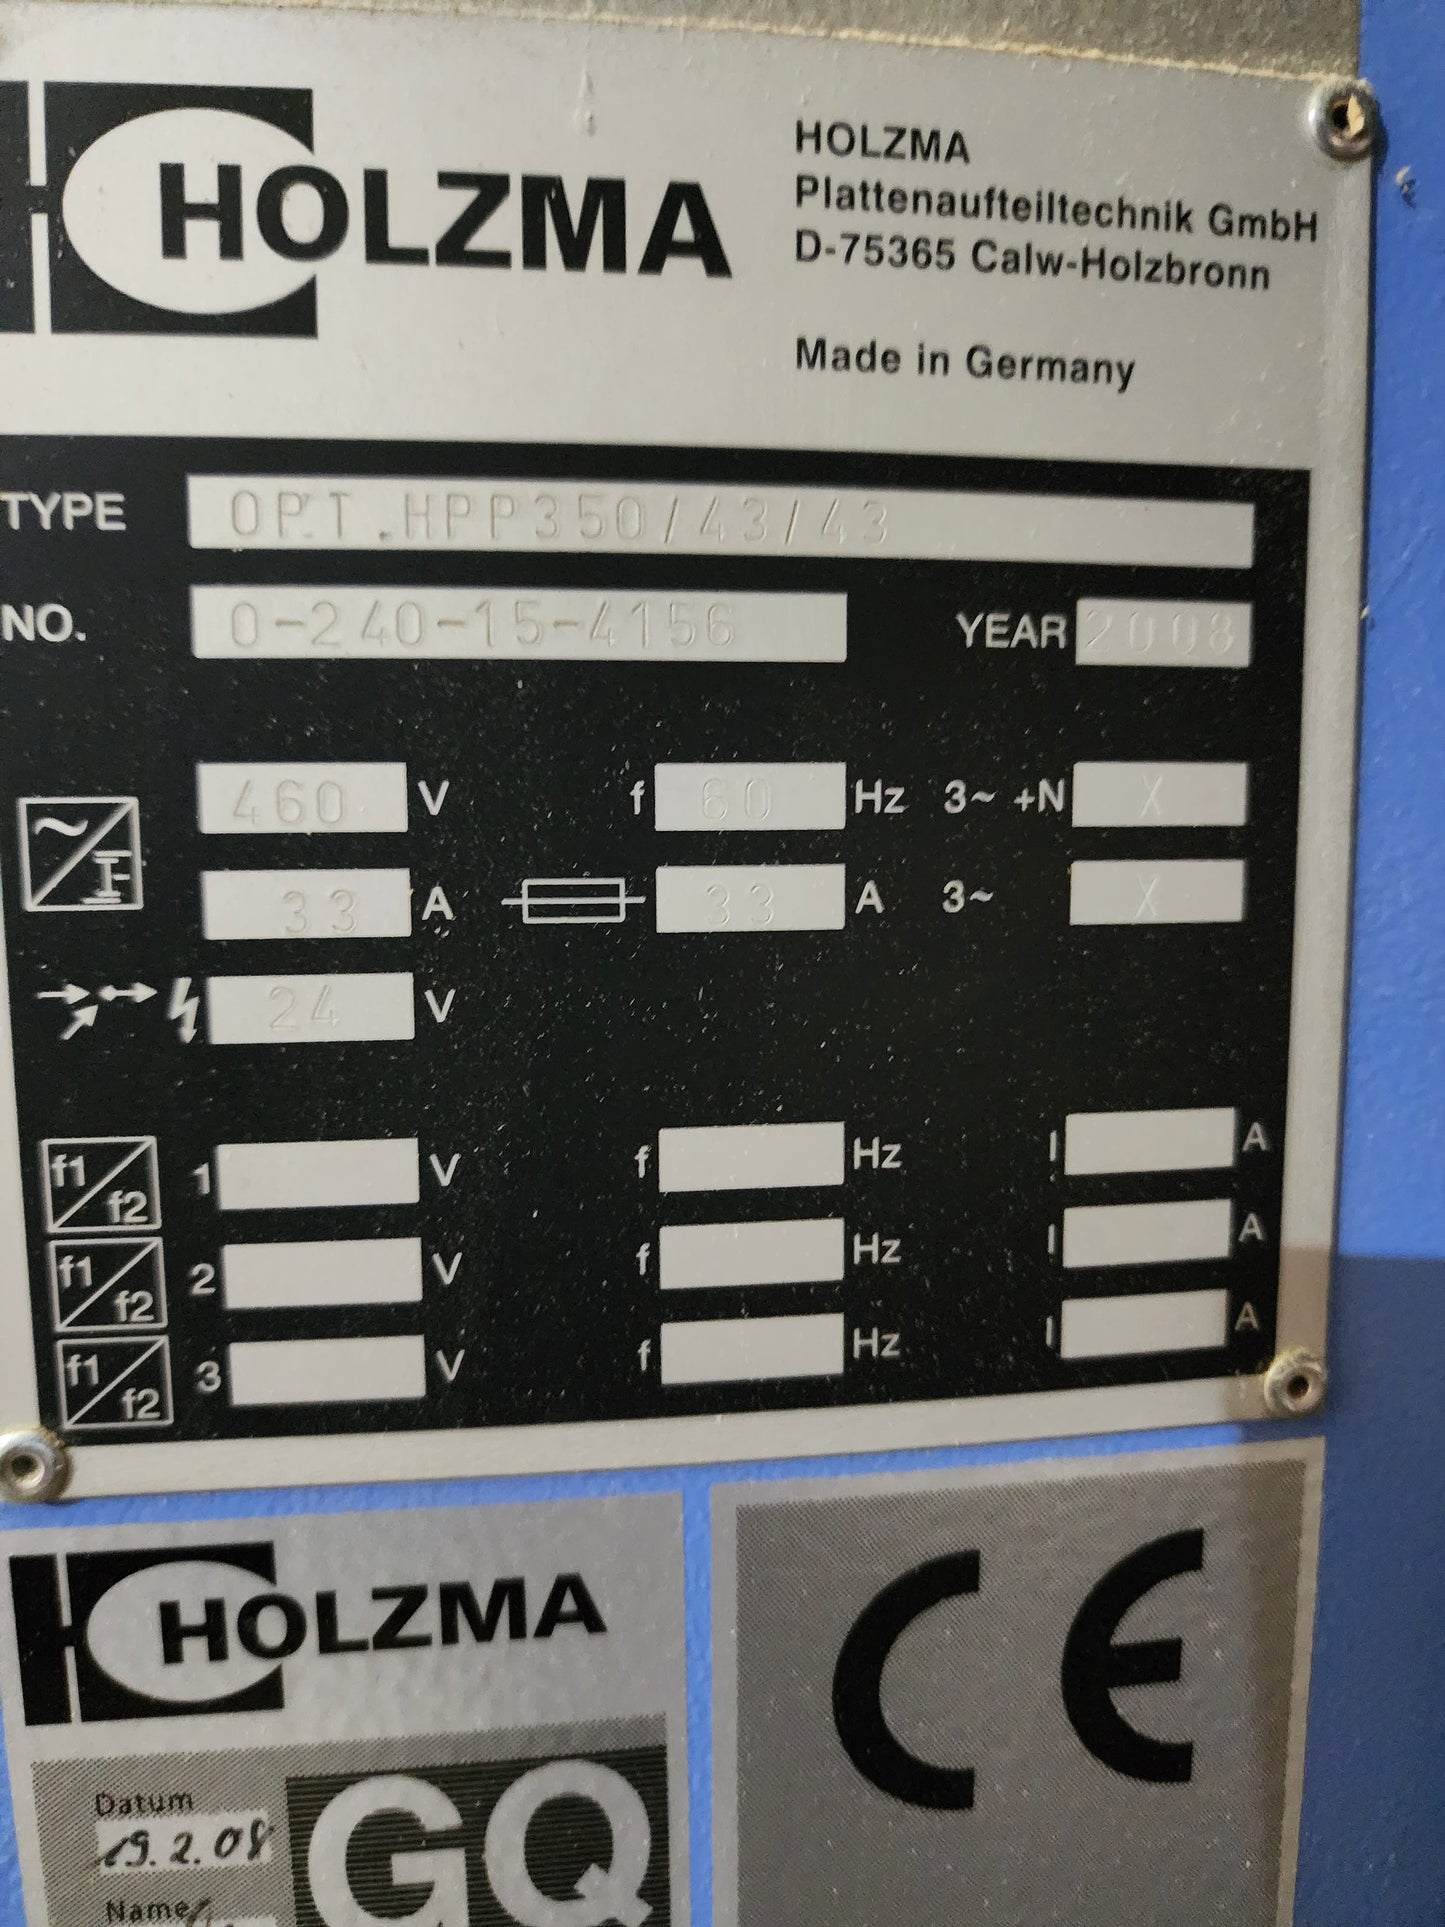 HOLZMA
HOLZMA
Plattenaufteiltechnik GmbH
D-75365 Calw-Holzbronn
Made in Germany
TYPE OPT.HPP350/43/43
NO. 0-240-15-4156 YEAR 2008
460 V f 60 Hz 3~ +N X
33 A 33 A 3~ X
24 V
f1/f2 1 V f Hz I A
f1/f2 2 V f Hz I A
f1/f2 3 V f Hz I A
HOLZMA
CE
Datum
19.2.08
GQ
Name